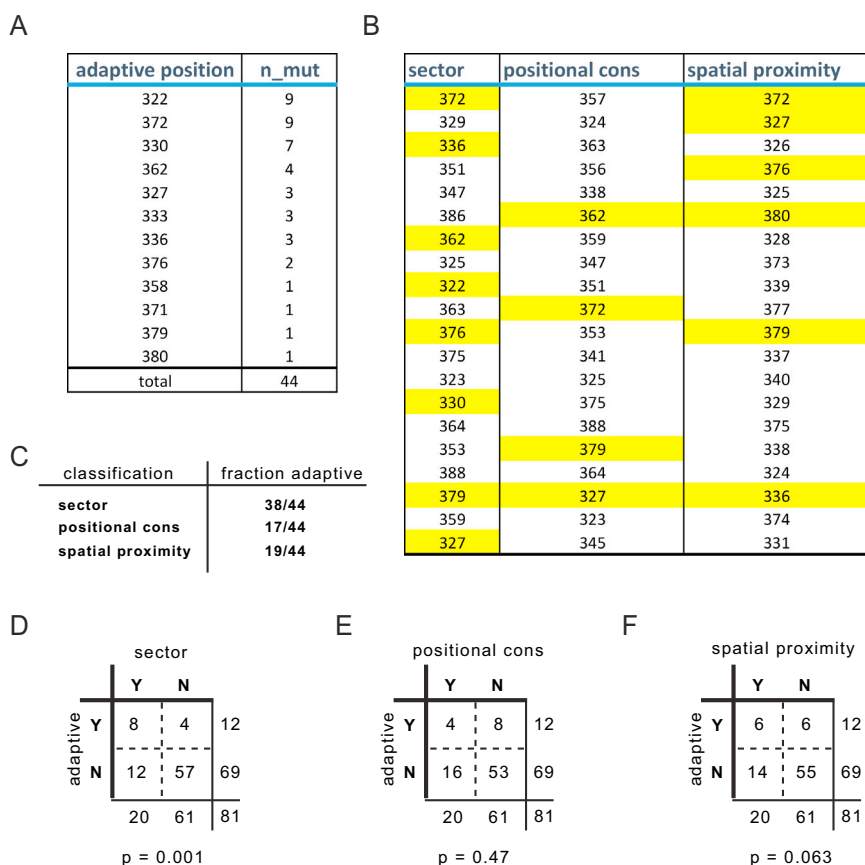 A
adaptive position n_mut
322 9
372 9
330 7
362 4
327 3
333 3
336 3
376 2
358 1
371 1
379 1
380 1
total 44
B
sector positional cons spatial proximity
372 357 372
329 324 327
336 363 326
351 356 376
347 338 325
386 362 380
362 359 328
325 347 373
322 351 339
363 372 377
376 353 379
375 341 337
323 325 340
330 375 329
364 388 375
353 379 338
388 364 324
379 327 336
359 323 374
327 345 331
C
classification fraction adaptive
sector 38/44
positional cons 17/44
spatial proximity 19/44
D
sector
Y N
adaptive
Y 8 4 12
N 12 57 69
20 61 81
p = 0.001
E
positional cons
Y N
adaptive
Y 4 8 12
N 16 53 69
20 61 81
p = 0.47
F
spatial proximity
Y N
adaptive
Y 6 6 12
N 14 55 69
20 61 81
p = 0.063